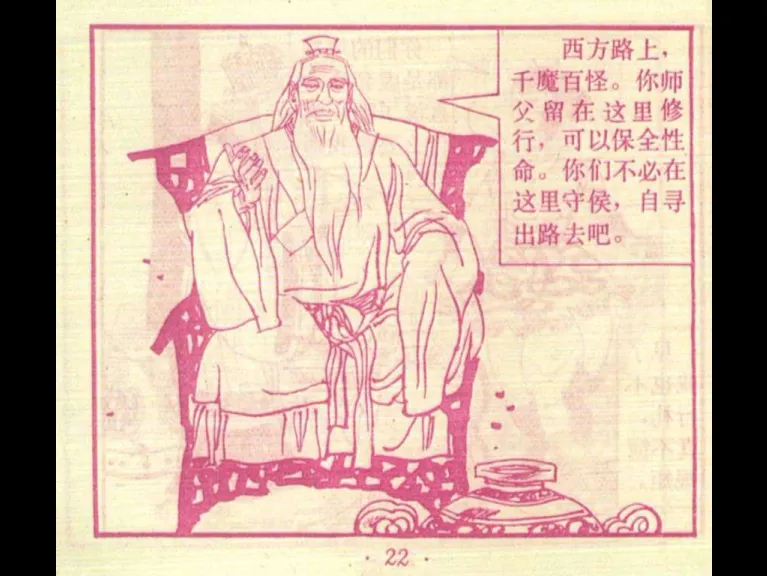 西方路上，
千魔百怪。你师
父留在这里修
行，可以保全性
命。你们不必在
这里守侯，自寻
出路去吧。
· 22 ·